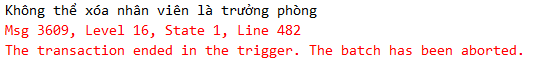 Không thể xóa nhân viên là trưởng phòng
Msg 3609, Level 16, State 1, Line 482
The transaction ended in the trigger. The batch has been aborted.